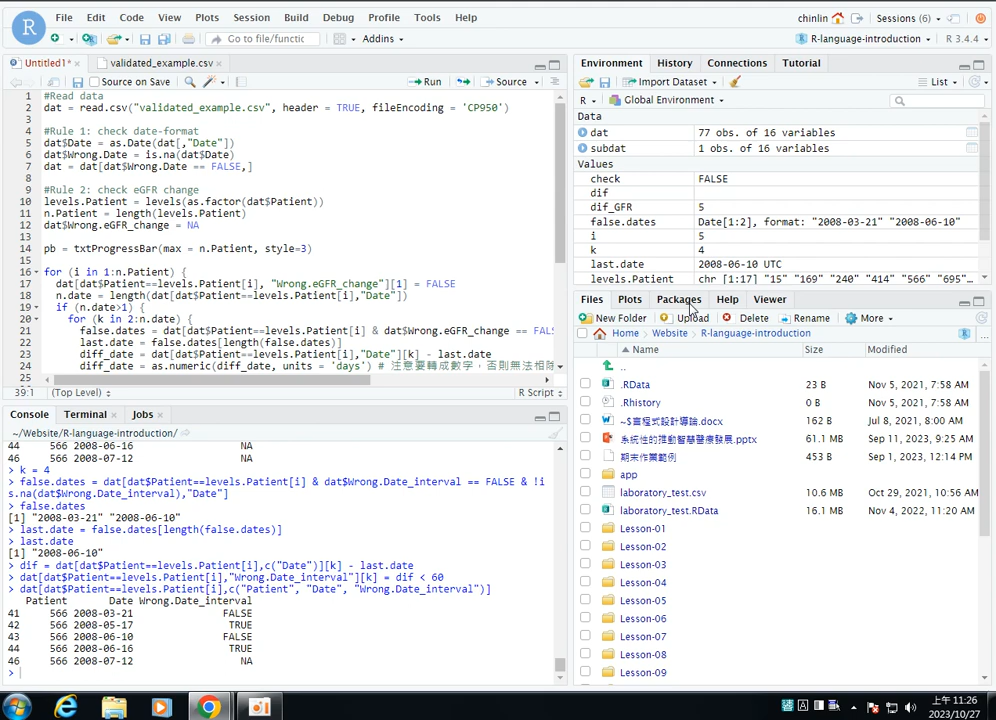 File Edit Code View Plots Session Build Debug Profile Tools Help
chinlin Sessions (6)
Go to file/functic Addins
R-language-introduction R 3.4.4
Untitled1* validated_example.csv
Source on Save Run Source
1 #Read data
2 dat = read.csv("validated_example.csv", header = TRUE, fileEncoding = 'CP950')
3
4 #Rule 1: check date-format
5 dat$Date = as.Date(dat[,"Date"])
6 dat$Wrong.Date = is.na(dat$Date)
7 dat = dat[dat$Wrong.Date == FALSE,]
8
9 #Rule 2: check eGFR change
10 levels.Patient = levels(as.factor(dat$Patient))
11 n.Patient = length(levels.Patient)
12 dat$Wrong.eGFR_change = NA
13
14 pb = txtProgressBar(max = n.Patient, style=3)
15
16 for (i in 1:n.Patient) {
17 dat[dat$Patient==levels.Patient[i], "Wrong.eGFR_change"][1] = FALSE
18 n.date = length(dat[dat$Patient==levels.Patient[i],"Date"])
19 if (n.date>1) {
20 for (k in 2:n.date) {
21 false.dates = dat[dat$Patient==levels.Patient[i] & dat$Wrong.eGFR_change == FALS
22 last.date = false.dates[length(false.dates)]
23 diff_date = dat[dat$Patient==levels.Patient[i],"Date"][k] - last.date
24 diff_date = as.numeric(diff_date, units = 'days') # 注意要轉成數字，否則無法相除
25
39:1 (Top Level) R Script
Console Terminal Jobs
~/Website/R-language-introduction/
44 566 2008-06-16 NA
46 566 2008-07-12 NA
> k = 4
> false.dates = dat[dat$Patient==levels.Patient[i] & dat$Wrong.Date_interval == FALSE & !i
s.na(dat$Wrong.Date_interval),"Date"]
> false.dates
[1] "2008-03-21" "2008-06-10"
> last.date = false.dates[length(false.dates)]
> last.date
[1] "2008-06-10"
> dif = dat[dat$Patient==levels.Patient[i],c("Date")][k] - last.date
> dat[dat$Patient==levels.Patient[i],"Wrong.Date_interval"][k] = dif < 60
> dat[dat$Patient==levels.Patient[i],c("Patient", "Date", "Wrong.Date_interval")]
Patient Date Wrong.Date_interval
41 566 2008-03-21 FALSE
42 566 2008-05-17 TRUE
43 566 2008-06-10 FALSE
44 566 2008-06-16 TRUE
46 566 2008-07-12 NA
>
Environment History Connections Tutorial
Import Dataset List
R Global Environment
Data
dat 77 obs. of 16 variables
subdat 1 obs. of 16 variables
Values
check FALSE
dif
dif_GFR 5
false.dates Date[1:2], format: "2008-03-21" "2008-06-10"
i 5
k 4
last.date 2008-06-10 UTC
levels.Patient chr [1:17] "15" "169" "240" "414" "566" "695"...
Files Plots Packages Help Viewer
New Folder Upload Delete Rename More
Home Website R-language-introduction ...
Name Size Modified
..
.RData 23 B Nov 5, 2021, 7:58 AM
.Rhistory 0 B Nov 5, 2021, 7:58 AM
~$言程式設計導論.docx 162 B Jul 8, 2021, 8:00 AM
系統性的推動智慧醫療發展.pptx 61.1 MB Sep 11, 2023, 9:25 AM
期末作業範例 453 B Sep 1, 2023, 12:14 PM
app
laboratory_test.csv 10.6 MB Oct 29, 2021, 10:56 AM
laboratory_test.RData 16.1 MB Nov 4, 2022, 11:20 AM
Lesson-01
Lesson-02
Lesson-03
Lesson-04
Lesson-05
Lesson-06
Lesson-07
Lesson-08
Lesson-09
上午 11:26
2023/10/27